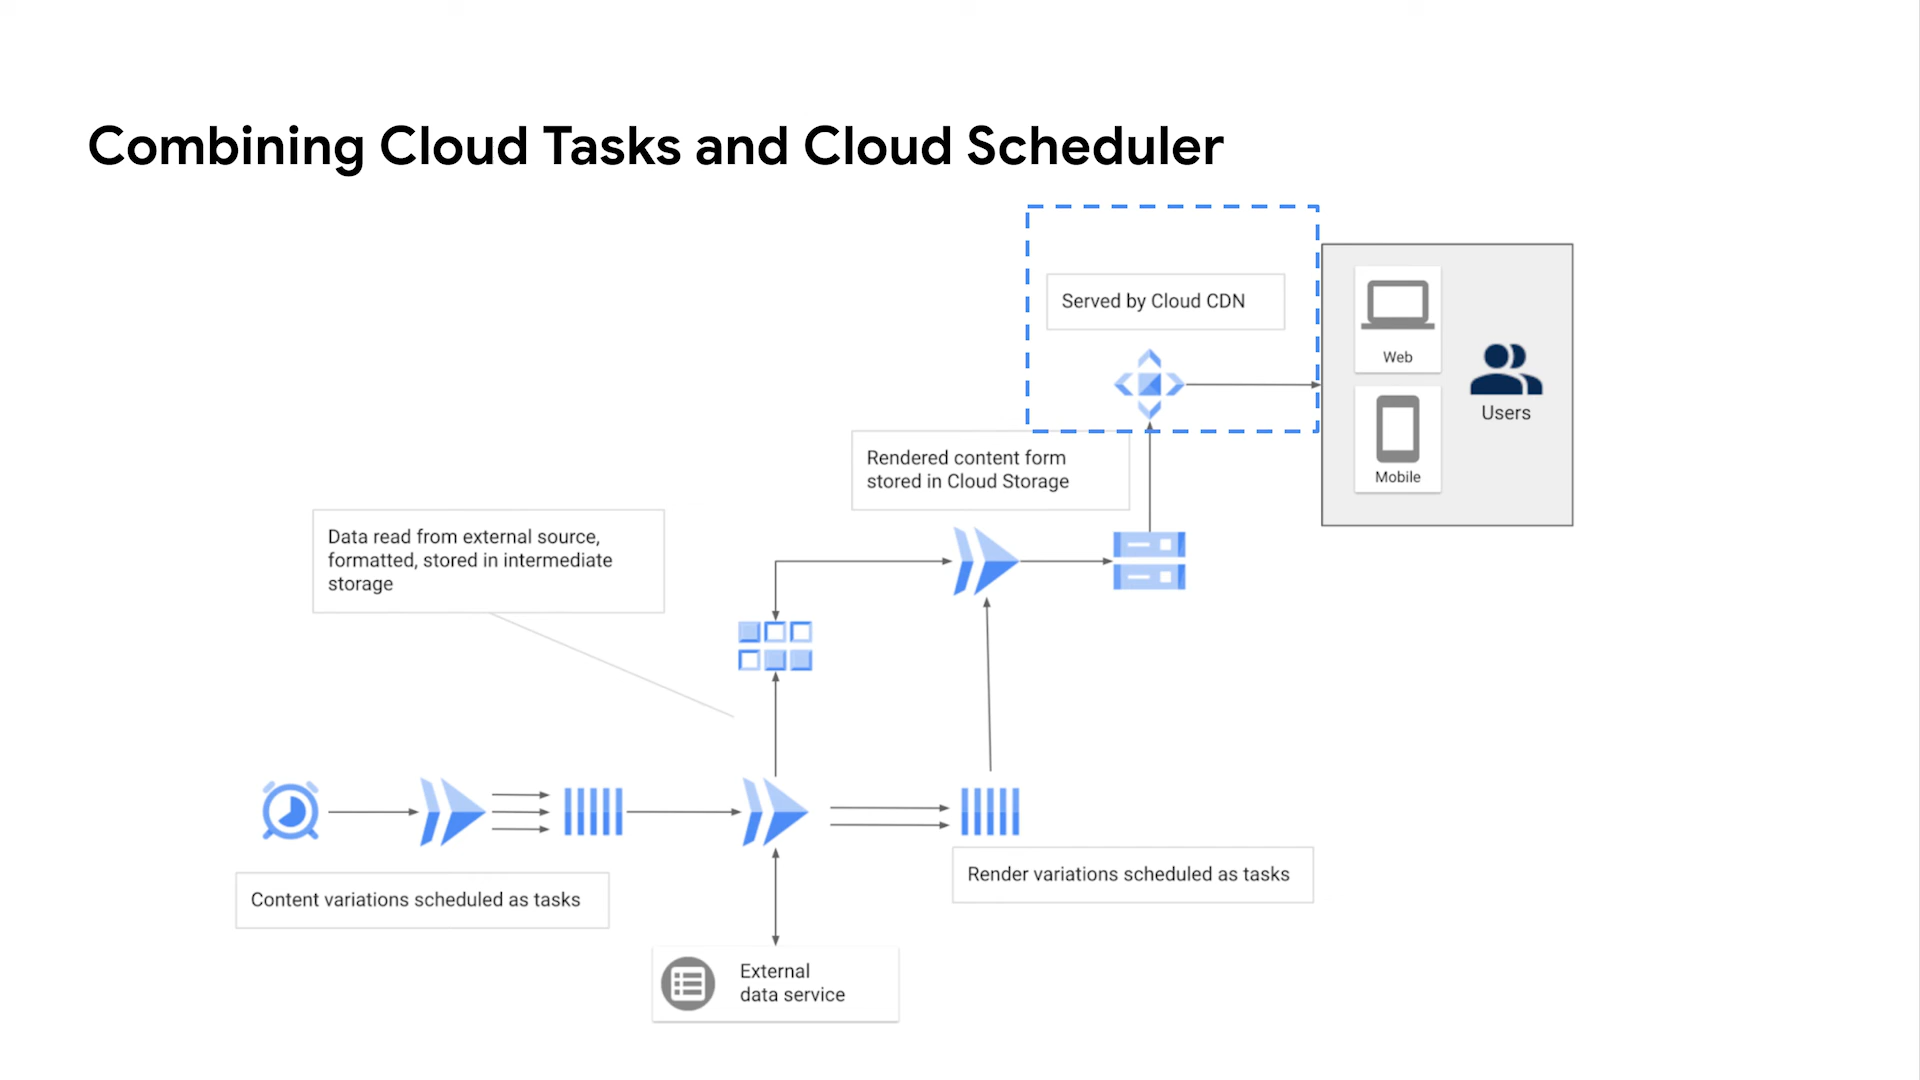 Combining Cloud Tasks and Cloud Scheduler
Served by Cloud CDN
Web
Users
Mobile
Rendered content form
stored in Cloud Storage
Data read from external source,
formatted, stored in intermediate
storage
Content variations scheduled as tasks
Render variations scheduled as tasks
External
data service